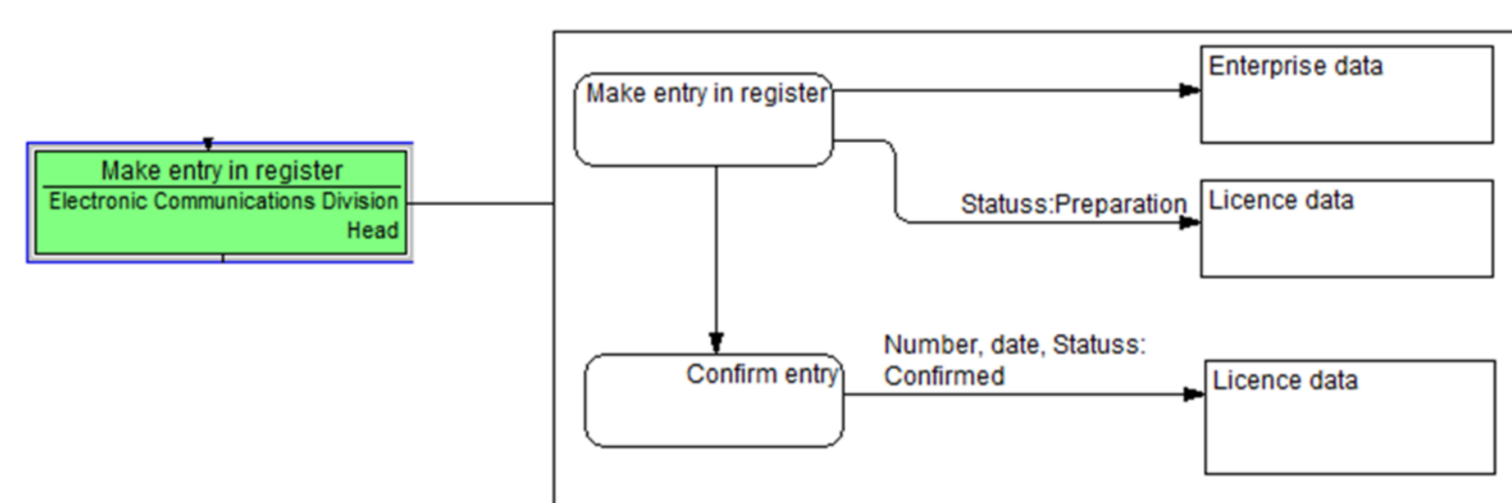 Make entry in register
Electronic Communications Division
Head
Make entry in register
Enterprise data
Statuss:Preparation
Licence data
Confirm entry
Number, date, Statuss:
Confirmed
Licence data